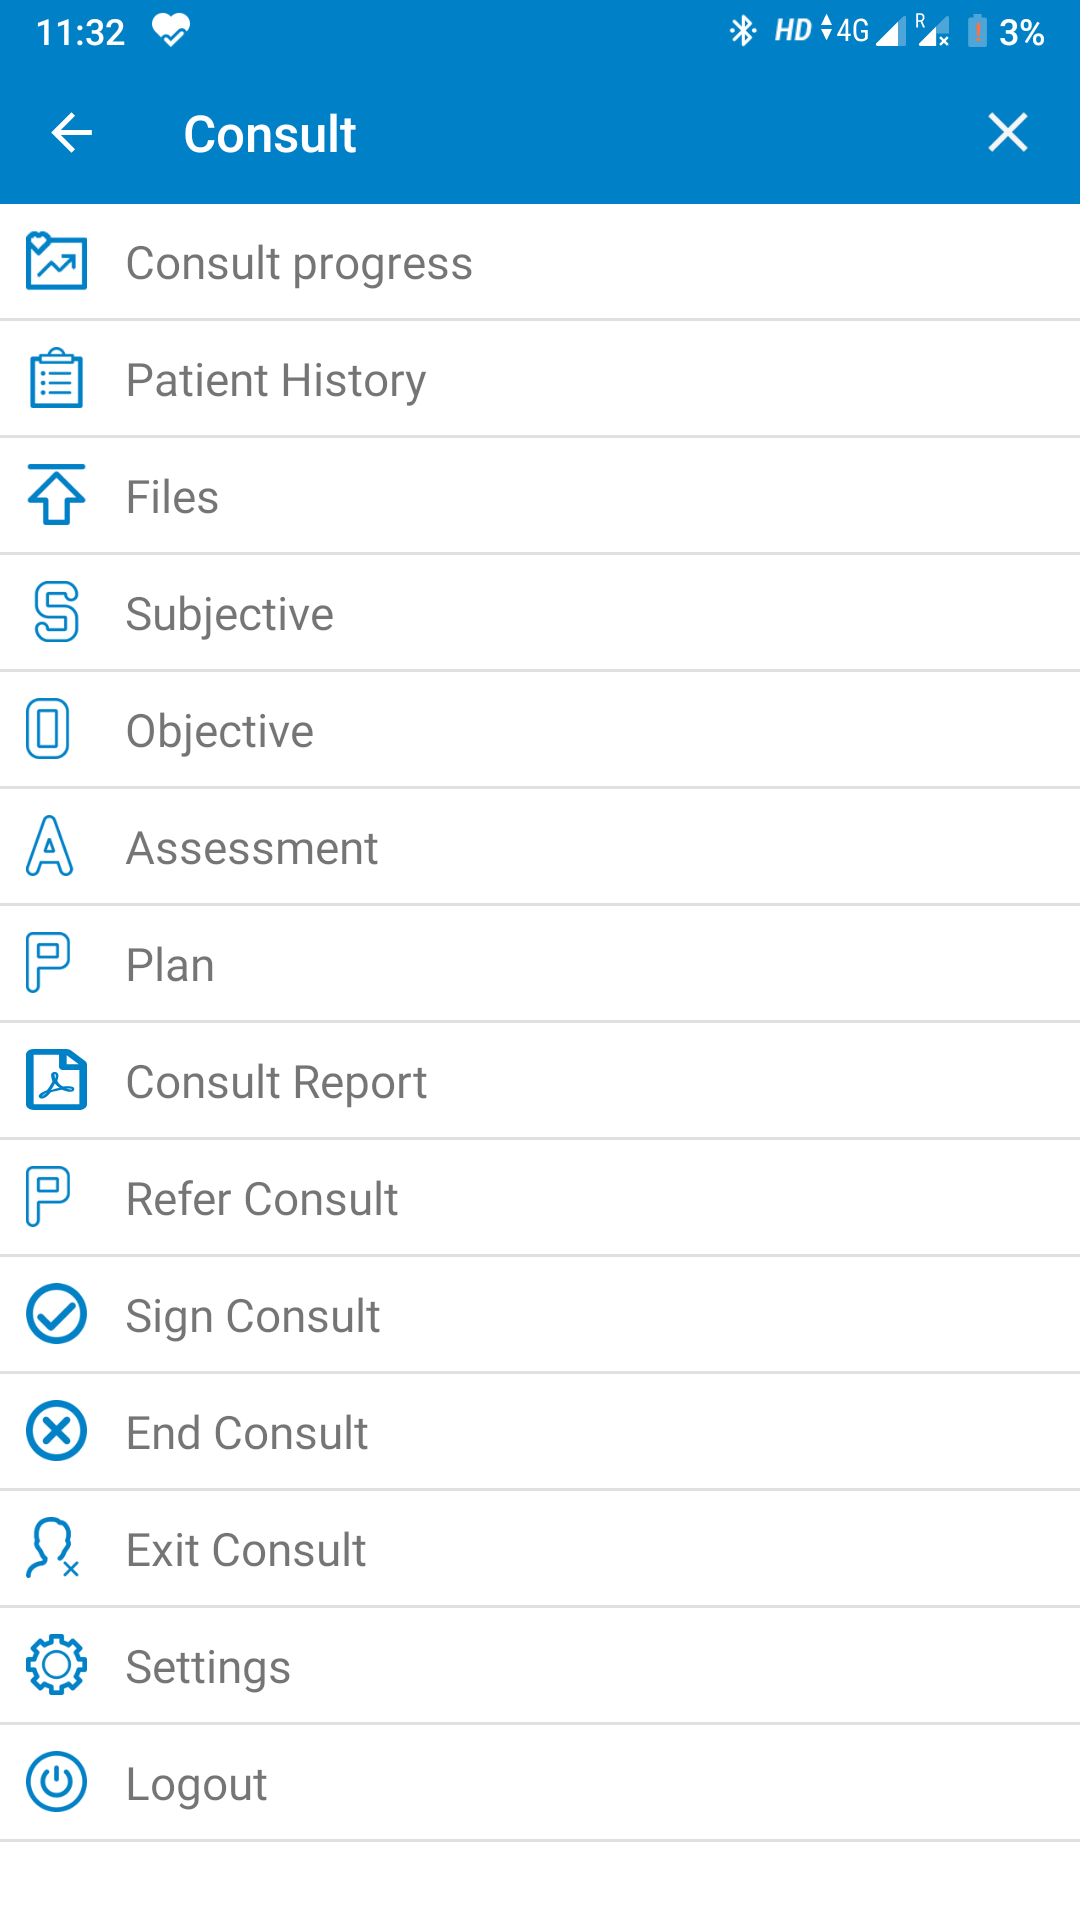 11:32 HD 4G R 3%
Consult
Consult progress
Patient History
Files
S Subjective
O Objective
A Assessment
P Plan
Consult Report
P Refer Consult
Sign Consult
End Consult
Exit Consult
Settings
Logout